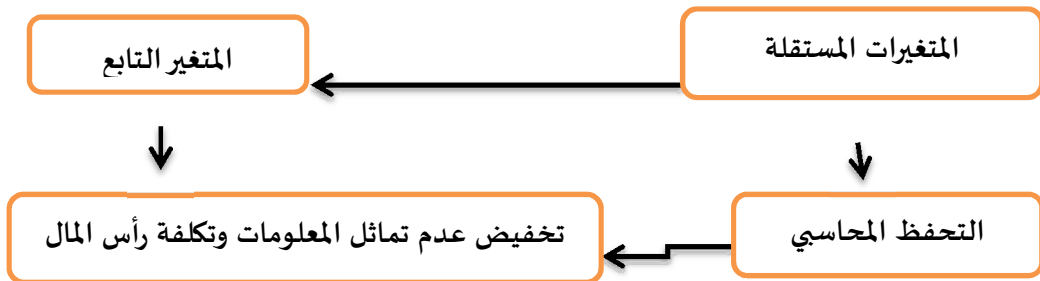 المتغيرات المستقلة
المتغير التابع
التحفظ المحاسبي
تخفيض عدم تماثل المعلومات وتكلفة رأس المال